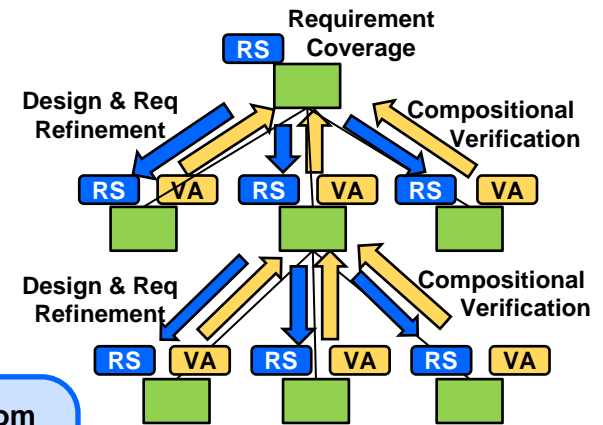 Requirement
Coverage
RS
Design & Req
Refinement
Compositional
Verification
RS VA RS VA RS VA
Design & Req
Refinement
Compositional
Verification
RS VA RS VA RS VA
om